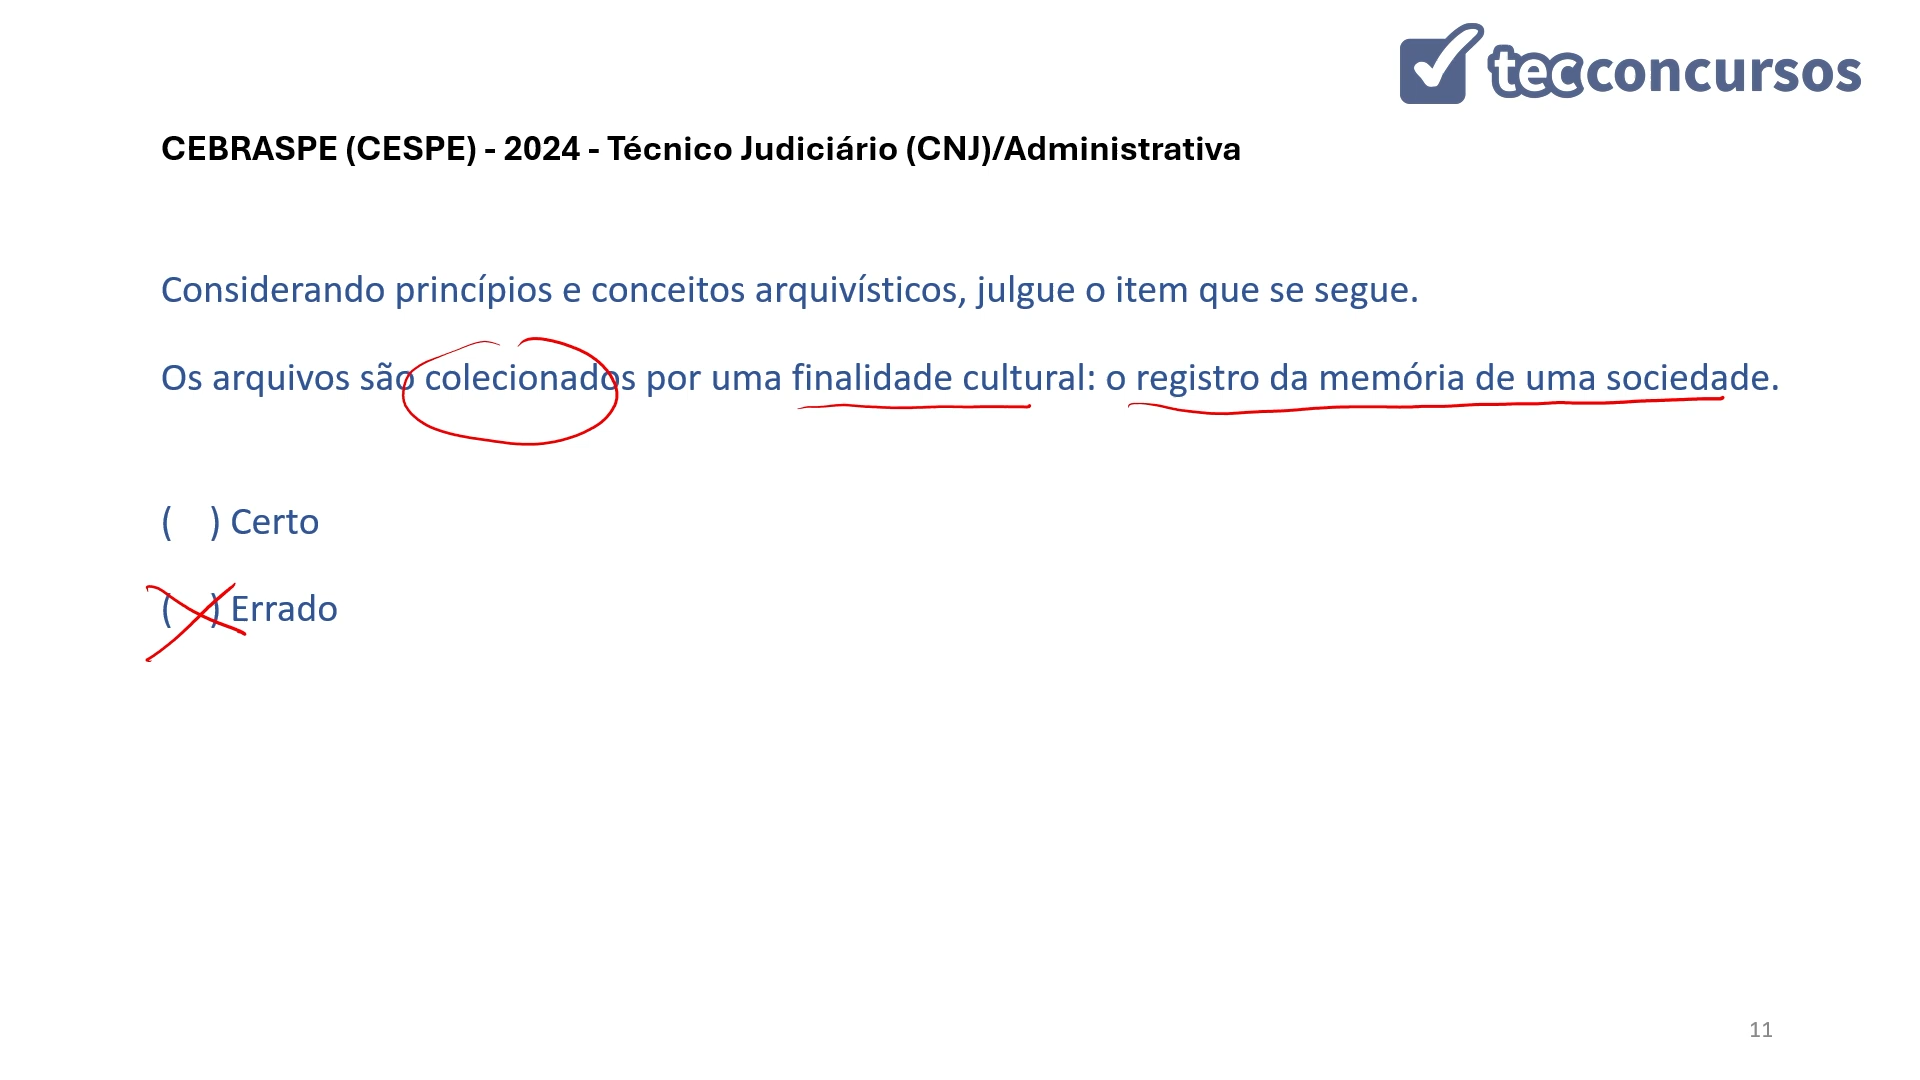 tecconcursos
CEBRASPE (CESPE) - 2024 - Técnico Judiciário (CNJ)/Administrativa
Considerando princípios e conceitos arquivísticos, julgue o item que se segue.
Os arquivos são colecionados por uma finalidade cultural: o registro da memória de uma sociedade.
( ) Certo
( ) Errado
11